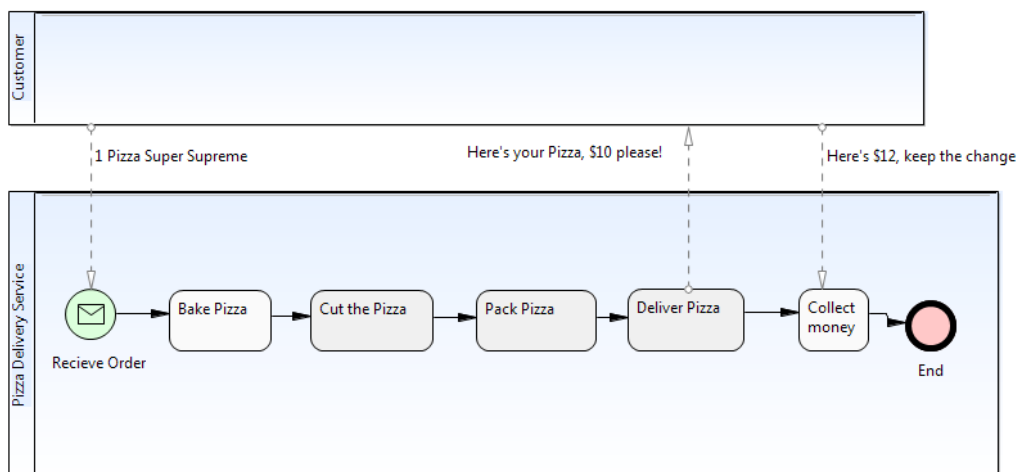 Customer
1 Pizza Super Supreme
Here's your Pizza, $10 please!
Here's $12, keep the change
Pizza Delivery Service
Recieve Order
Bake Pizza
Cut the Pizza
Pack Pizza
Deliver Pizza
Collect
money
End